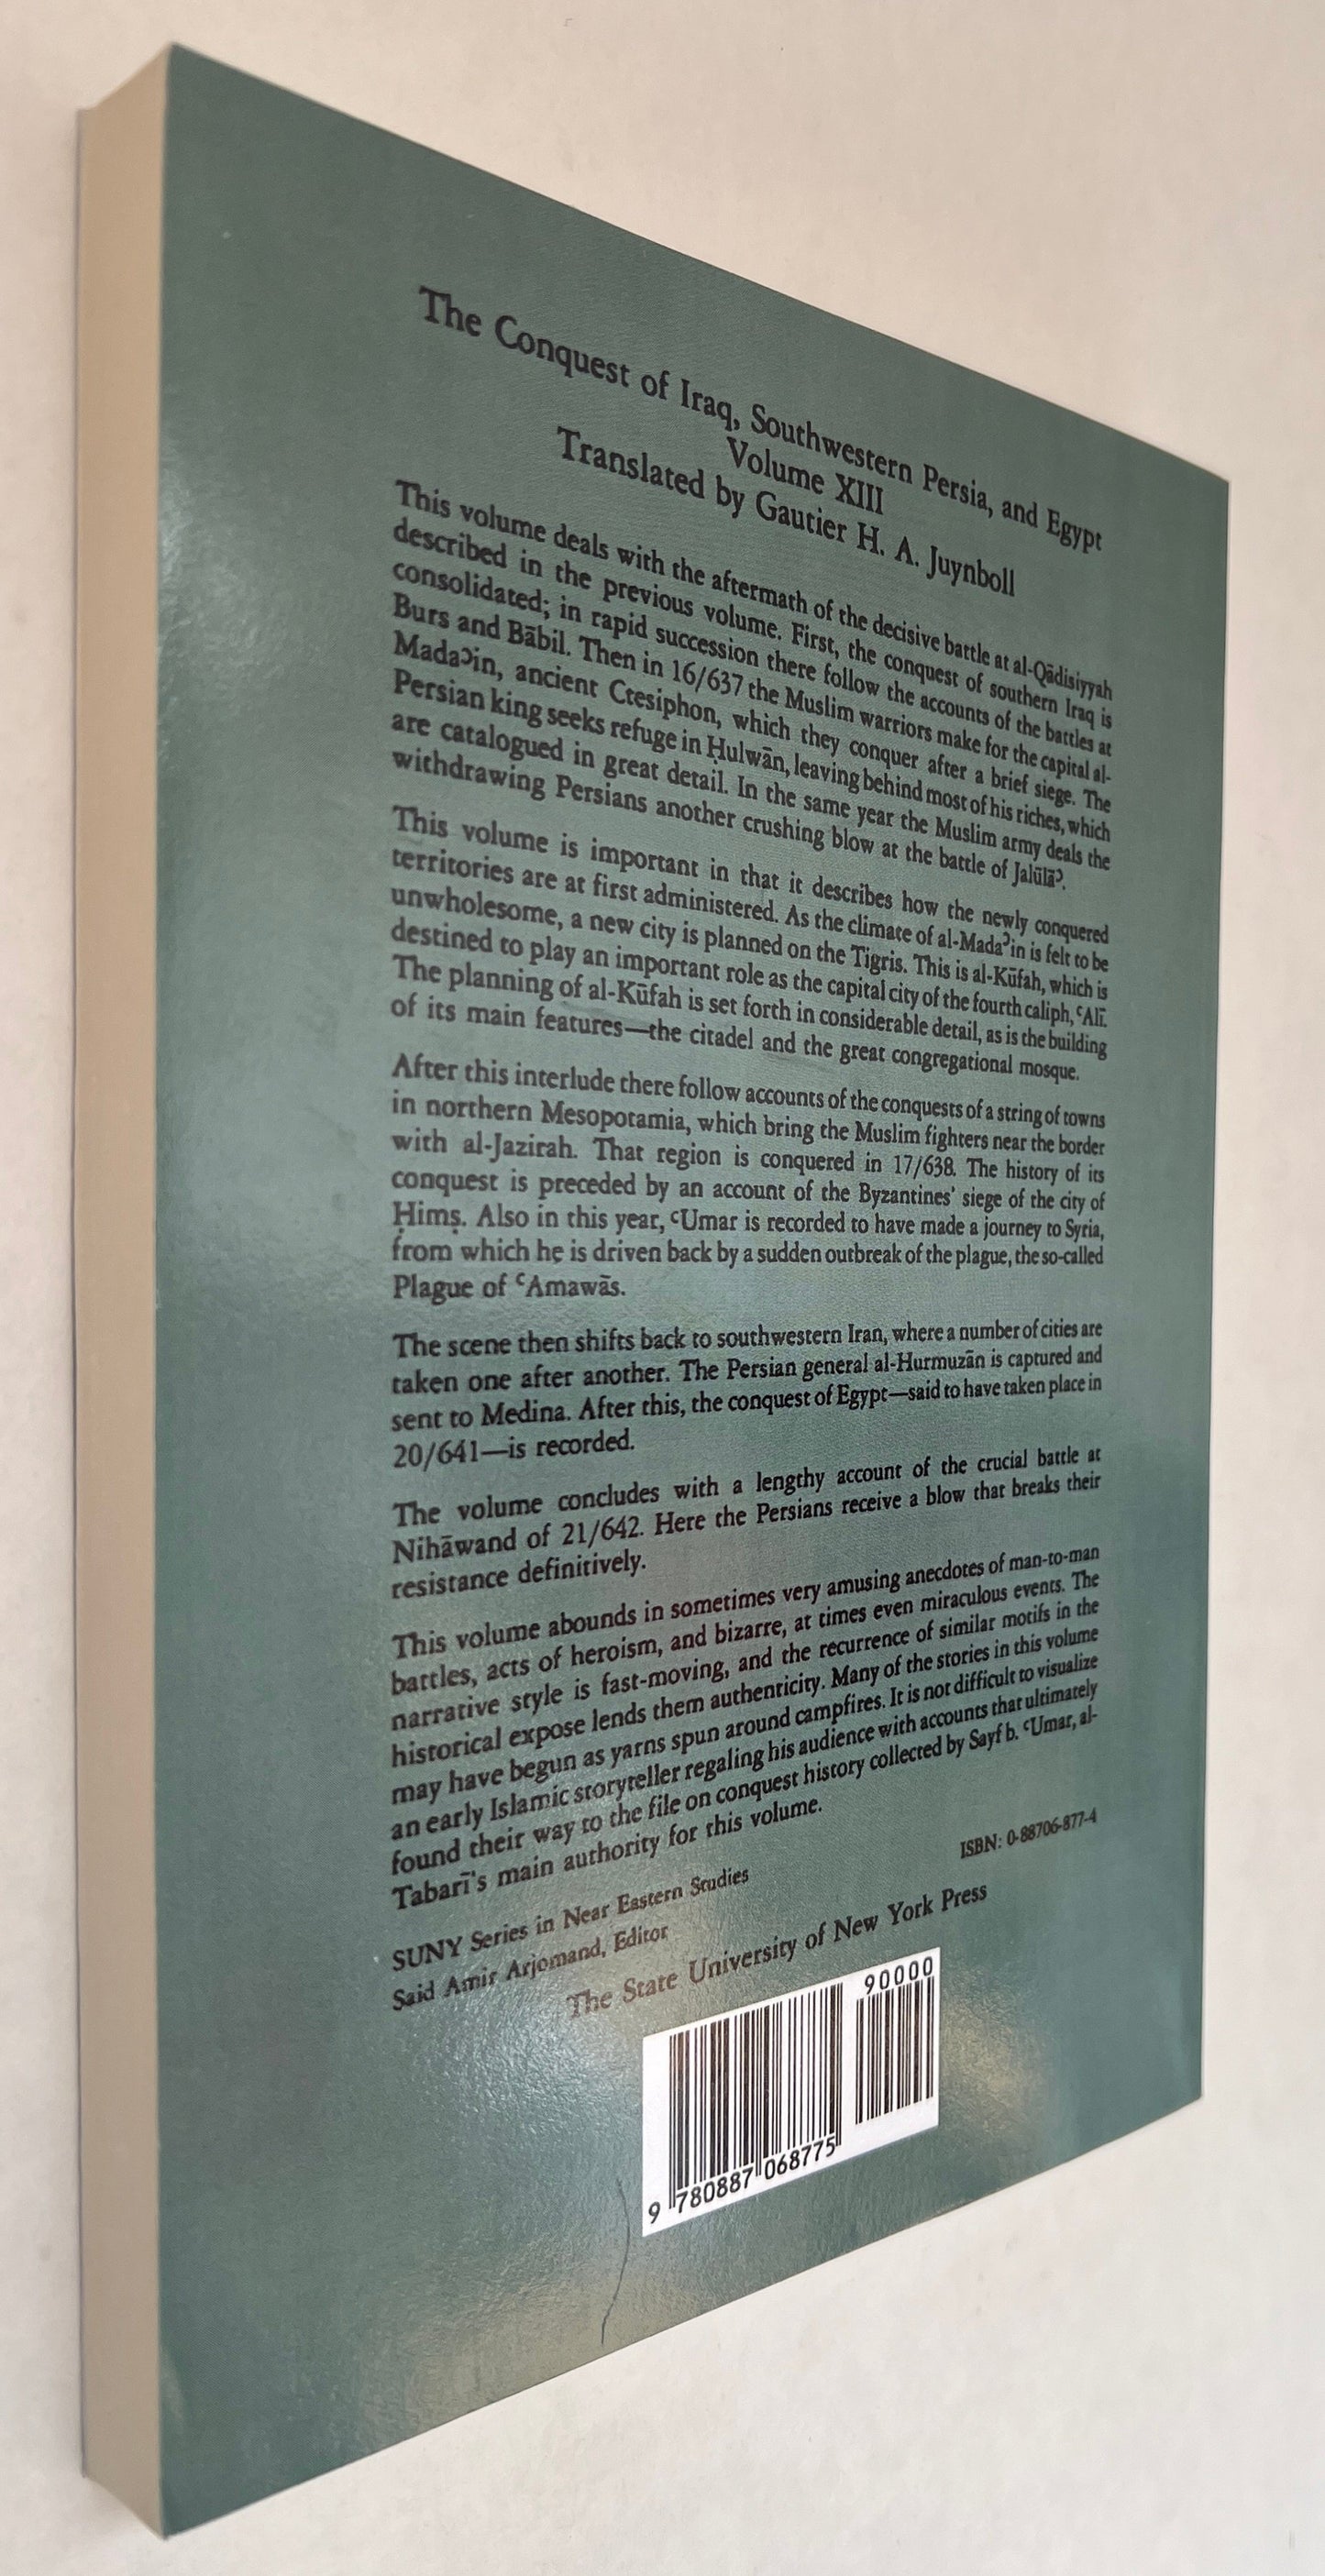 The Conquest of Iraq, Southwestern Persia, and Egypt
Volume XIII
Translated by Gautier H. A. Juynboll
This volume deals with the aftermath of the decisive battle at al-Qādisiyyah
described in the previous volume. First, the conquest of southern Iraq is
consolidated; in rapid succession there follow the accounts of the battles at
Burs and Bābil. Then in 16/637 the Muslim warriors make for the capital al-
Madaʾin, ancient Ctesiphon, which they conquer after a brief siege. The
Persian king seeks refuge in Ḥulwān, leaving behind most of his riches, which
are catalogued in great detail. In the same year the Muslim army deals the
withdrawing Persians another crushing blow at the battle of Jalūlāʾ.
This volume is important in that it describes how the newly conquered
territories are at first administered. As the climate of al-Madaʾin is felt to be
unwholesome, a new city is planned on the Tigris. This is al-Kūfah, which is
destined to play an important role as the capital city of the fourth caliph, ʿAlī.
The planning of al-Kūfah is set forth in considerable detail, as is the building
of its main features—the citadel and the great congregational mosque.
After this interlude there follow accounts of the conquests of a string of towns
in northern Mesopotamia, which bring the Muslim fighters near the border
with al-Jazirah. That region is conquered in 17/638. The history of its
conquest is preceded by an account of the Byzantines' siege of the city of
Ḥimṣ. Also in this year, ʿUmar is recorded to have made a journey to Syria,
from which he is driven back by a sudden outbreak of the plague, the so-called
Plague of ʿAmawās.
The scene then shifts back to southwestern Iran, where a number of cities are
taken one after another. The Persian general al-Hurmuzān is captured and
sent to Medina. After this, the conquest of Egypt—said to have taken place in
20/641—is recorded.
The volume concludes with a lengthy account of the crucial battle at
Nihāwand of 21/642. Here the Persians receive a blow that breaks their
resistance definitively.
This volume abounds in sometimes very amusing anecdotes of man-to-man
battles, acts of heroism, and bizarre, at times even miraculous events. The
narrative style is fast-moving, and the recurrence of similar motifs in the
historical expose lends them authenticity. Many of the stories in this volume
may have begun as yarns spun around campfires. It is not difficult to visualize
an early Islamic storyteller regaling his audience with accounts that ultimately
found their way to the file on conquest history collected by Sayf b. ʿUmar, al-
Tabarī's main authority for this volume.
SUNY Series in Near Eastern Studies
Said Amir Arjomand, Editor
ISBN: 0-88706-877-4
The State University of New York Press
90000
9 780887 068775